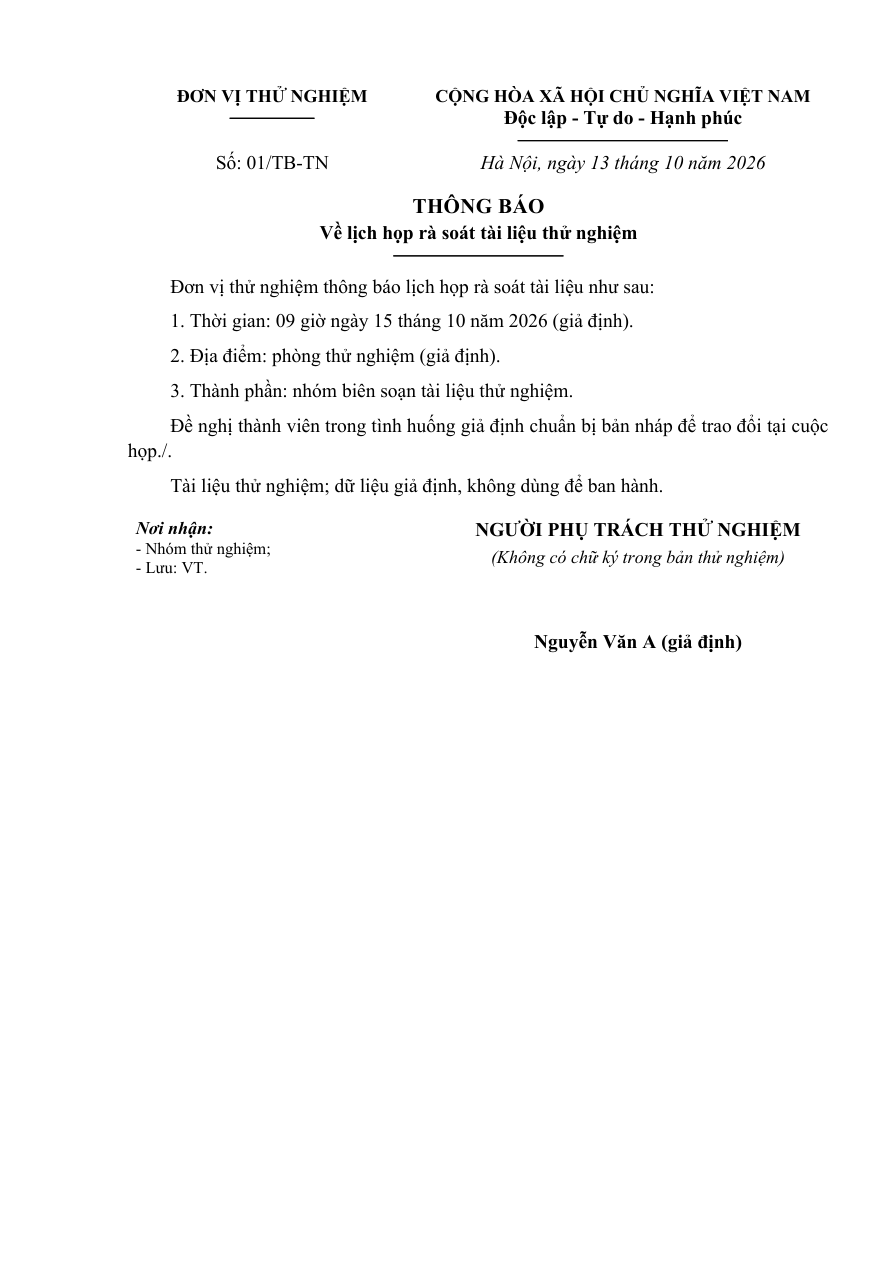 ĐƠN VỊ THỬ NGHIỆM
CỘNG HÒA XÃ HỘI CHỦ NGHĨA VIỆT NAM
Độc lập - Tự do - Hạnh phúc
Số: 01/TB-TN
Hà Nội, ngày 13 tháng 10 năm 2026
THÔNG BÁO
Về lịch họp rà soát tài liệu thử nghiệm
Đơn vị thử nghiệm thông báo lịch họp rà soát tài liệu như sau:
1. Thời gian: 09 giờ ngày 15 tháng 10 năm 2026 (giả định).
2. Địa điểm: phòng thử nghiệm (giả định).
3. Thành phần: nhóm biên soạn tài liệu thử nghiệm.
Đề nghị thành viên trong tình huống giả định chuẩn bị bản nháp để trao đổi tại cuộc
họp./.
Tài liệu thử nghiệm; dữ liệu giả định, không dùng để ban hành.
Nơi nhận:
- Nhóm thử nghiệm;
- Lưu: VT.
NGƯỜI PHỤ TRÁCH THỬ NGHIỆM
(Không có chữ ký trong bản thử nghiệm)
Nguyễn Văn A (giả định)